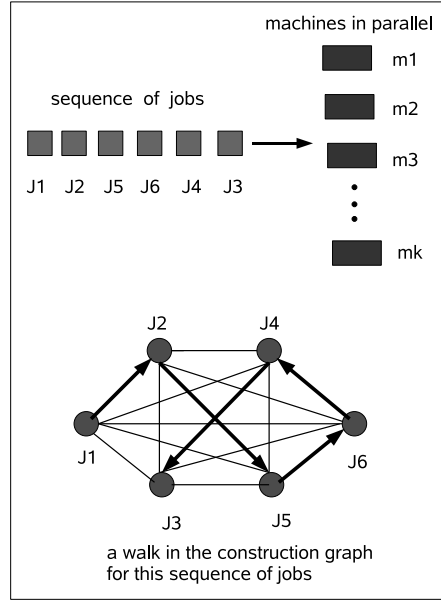 machines in parallel
m1
sequence of jobs
m2
m3
J1 J2 J5 J6 J4 J3
mk
J2 J4
J1
J6
J3 J5
a walk in the construction graph
for this sequence of jobs